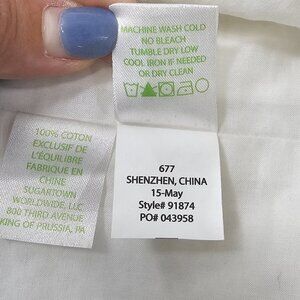 MACHINE WASH COLD
NO BLEACH
TUMBLE DRY LOW
COOL IRON IF NEEDED
OR DRY CLEAN
100% COTTON
EXCLUSIF DE
L'ÉQUILIBRE
FABRIQUE EN
CHINE
SUGARTOWN
WORLDWIDE, LLC
800 THIRD AVENUE
KING OF PRUSSIA, PA
677
SHENZHEN, CHINA
15-May
Style# 91874
PO# 043958